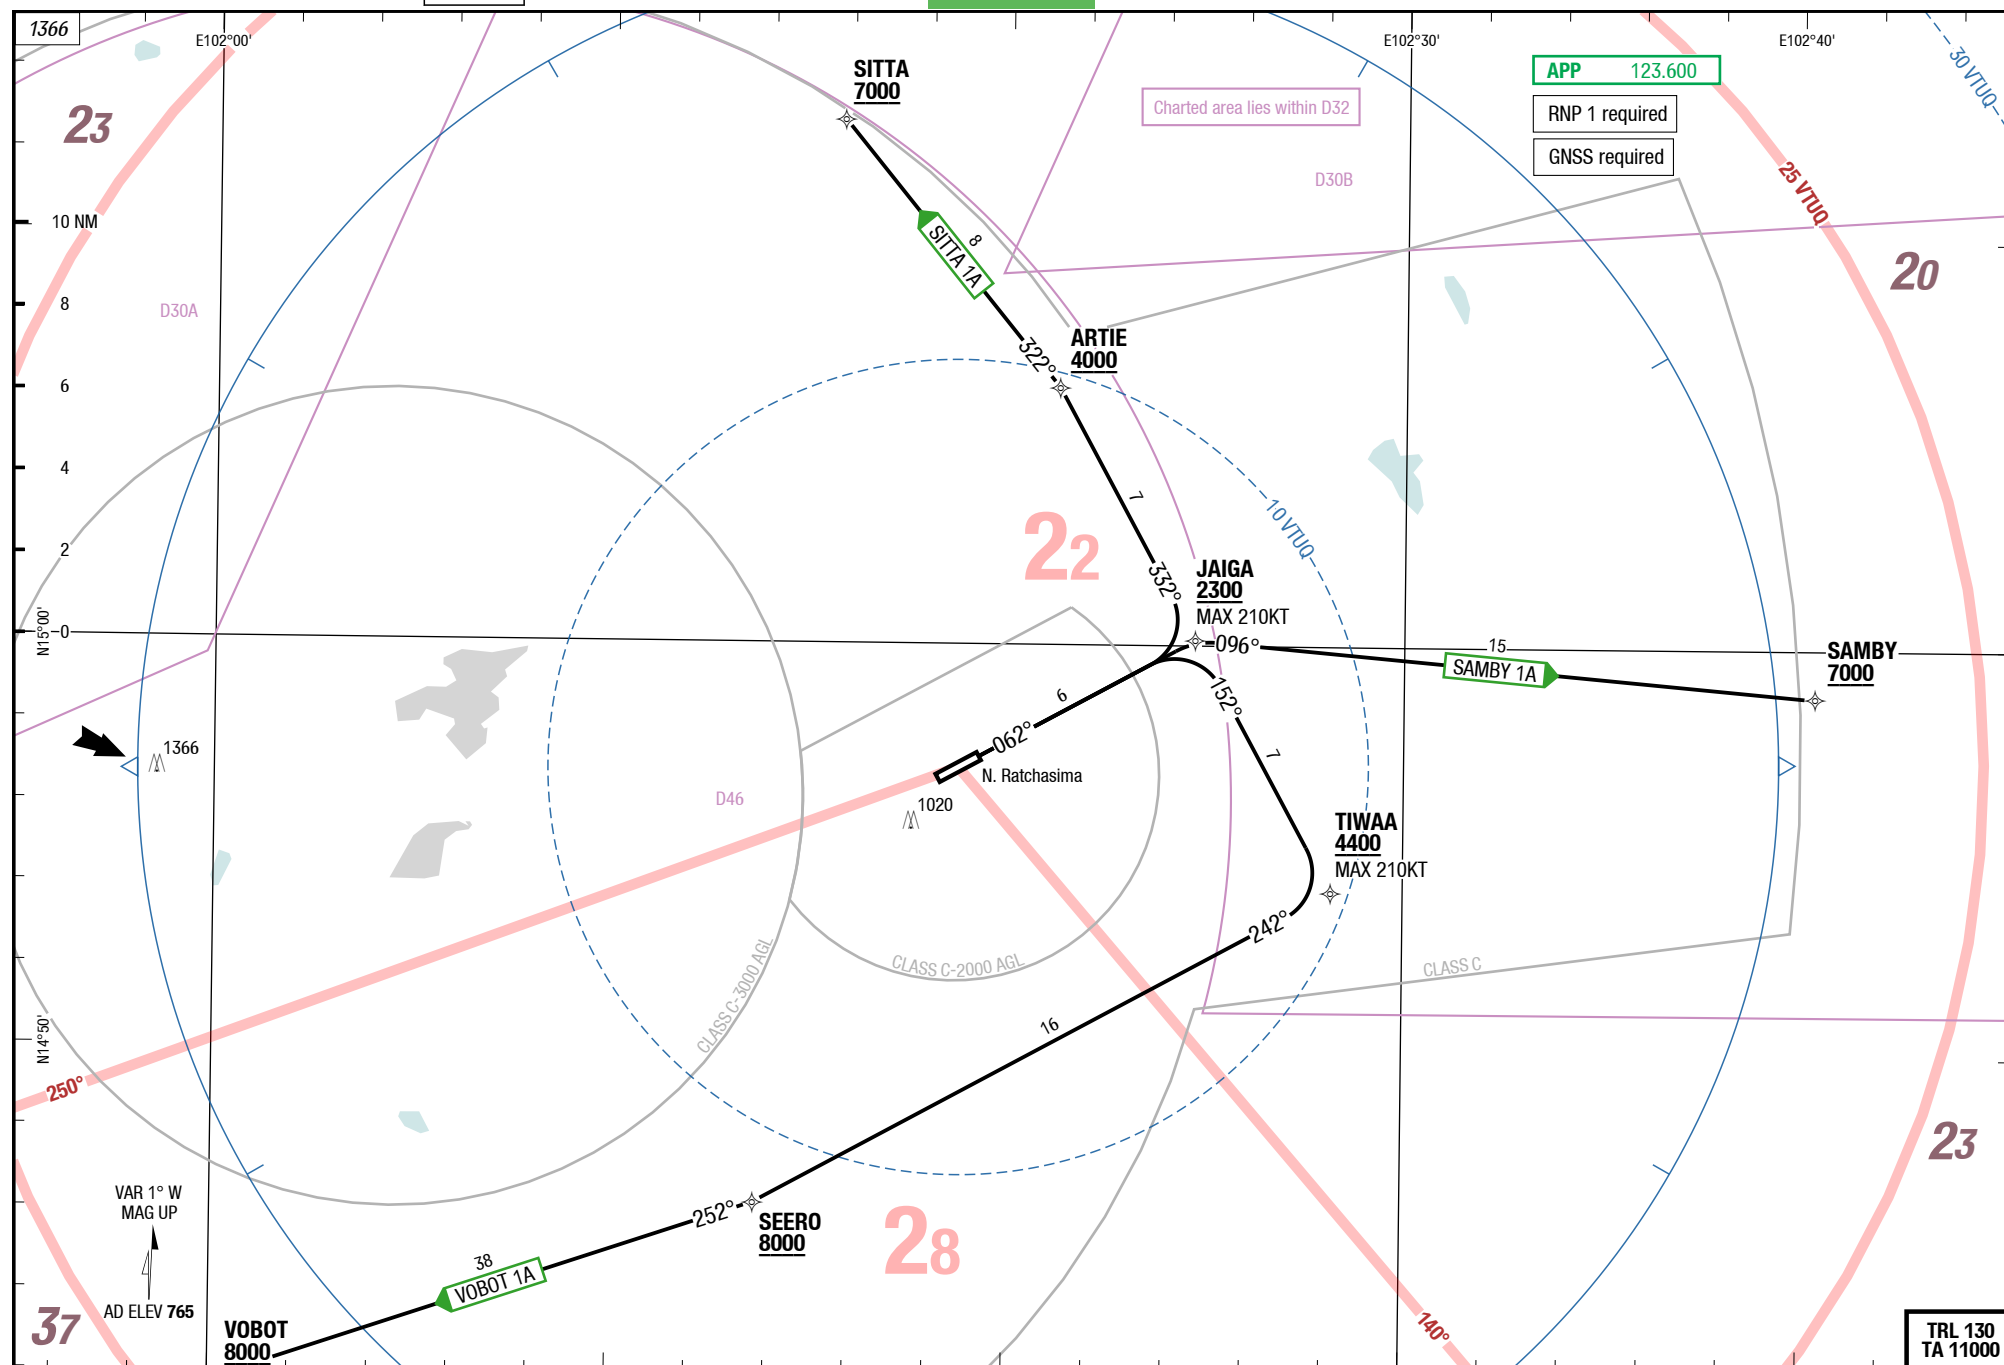 1366
E102°00'
E102°30'
E102°40'
30 VTUQ
SITTA
7000
APP 123.600
Charted area lies within D32
RNP 1 required
GNSS required
23
D30B
25 VTUQ
10 NM
8
SITTA 1A
20
D30A
8
322°
ARTIE
4000
6
4
7
10 VTUQ
22
2
332°
JAIGA
2300
MAX 210KT
N15°00'
0
096°
15
SAMBY 1A
SAMBY
7000
6
152°
062°
7
1366
N. Ratchasima
D46
1020
TIWAA
4400
MAX 210KT
242°
CLASS C-2000 AGL
CLASS C-3000 AGL
CLASS C
16
N14°50'
250°
VAR 1° W
MAG UP
252°
SEERO
8000
28
23
38
VOBOT 1A
AD ELEV 765
37
VOBOT
8000
140°
TRL 130
TA 11000